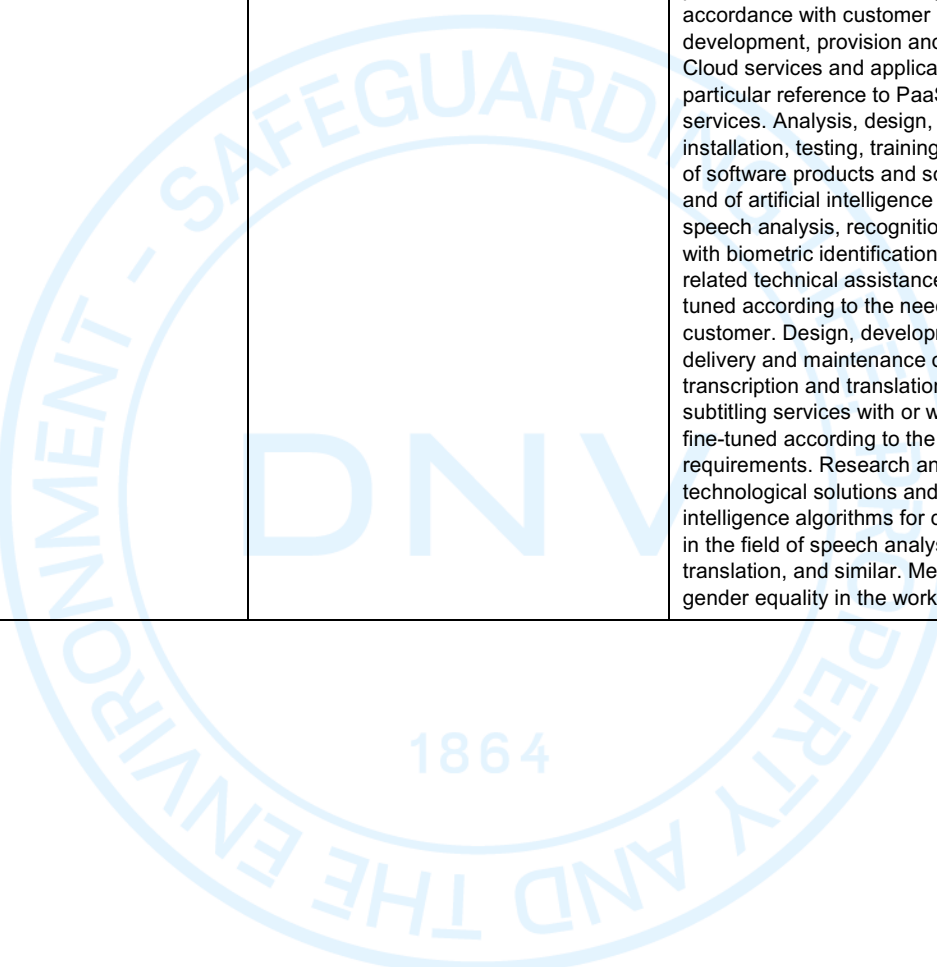 accordance with customer
development, provision and
Cloud services and applica
particular reference to Paa
services. Analysis, design,
installation, testing, training
of software products and so
and of artificial intelligence
speech analysis, recognitio
with biometric identification
related technical assistance
tuned according to the nee
customer. Design, develop
delivery and maintenance
transcription and translation
subtitling services with or w
fine-tuned according to the
requirements. Research an
technological solutions and
intelligence algorithms for
in the field of speech analys
translation, and similar. Me
gender equality in the work
SAFEGUARDING LIFE, PROPERTY AND THE ENVIRONMENT -
DNV
1864